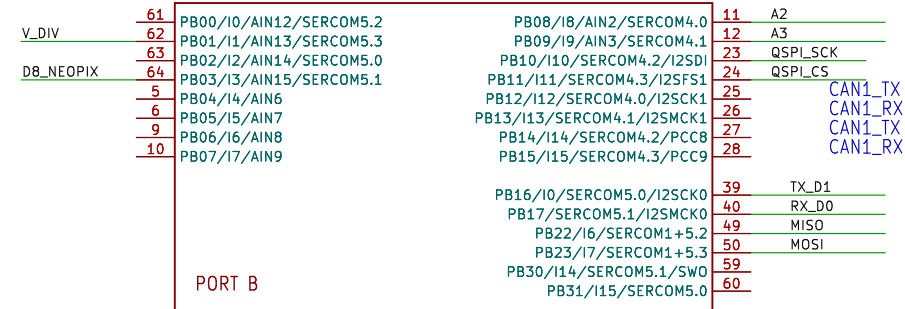 61 PB00/I0/AIN12/SERCOM5.2
V_DIV 62 PB01/I1/AIN13/SERCOM5.3
63 PB02/I2/AIN14/SERCOM5.0
D8_NEOPIX 64 PB03/I3/AIN15/SERCOM5.1
5 PB04/I4/AIN6
6 PB05/I5/AIN7
9 PB06/I6/AIN8
10 PB07/I7/AIN9
PORT B
PB08/I8/AIN2/SERCOM4.0 11 A2
PB09/I9/AIN3/SERCOM4.1 12 A3
PB10/I10/SERCOM4.2/I2SDI 23 QSPI_SCK
PB11/I11/SERCOM4.3/I2SFS1 24 QSPI_CS
PB12/I12/SERCOM4.0/I2SCK1 25 CAN1_TX
PB13/I13/SERCOM4.1/I2SMCK1 26 CAN1_RX
PB14/I14/SERCOM4.2/PCC8 27 CAN1_TX
PB15/I15/SERCOM4.3/PCC9 28 CAN1_RX
PB16/I0/SERCOM5.0/I2SCK0 39 TX_D1
PB17/SERCOM5.1/I2SMCK0 40 RX_D0
PB22/I6/SERCOM1+5.2 49 MISO
PB23/I7/SERCOM1+5.3 50 MOSI
PB30/I14/SERCOM5.1/SWO 59
PB31/I15/SERCOM5.0 60